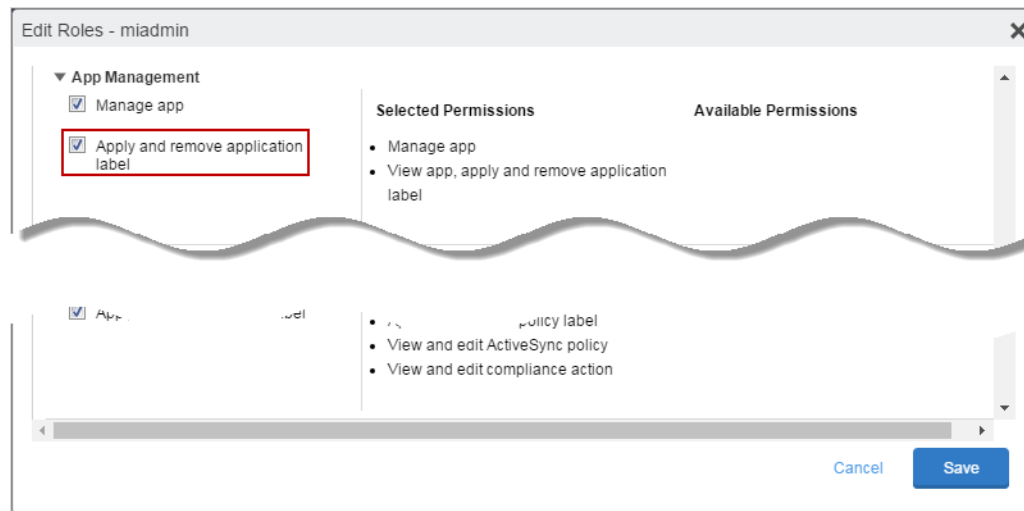 Edit Roles - miadmin
App Management
Manage app
Apply and remove application
label
Selected Permissions
Available Permissions
Manage app
View app, apply and remove application
label
policy label
View and edit ActiveSync policy
View and edit compliance action
Cancel
Save